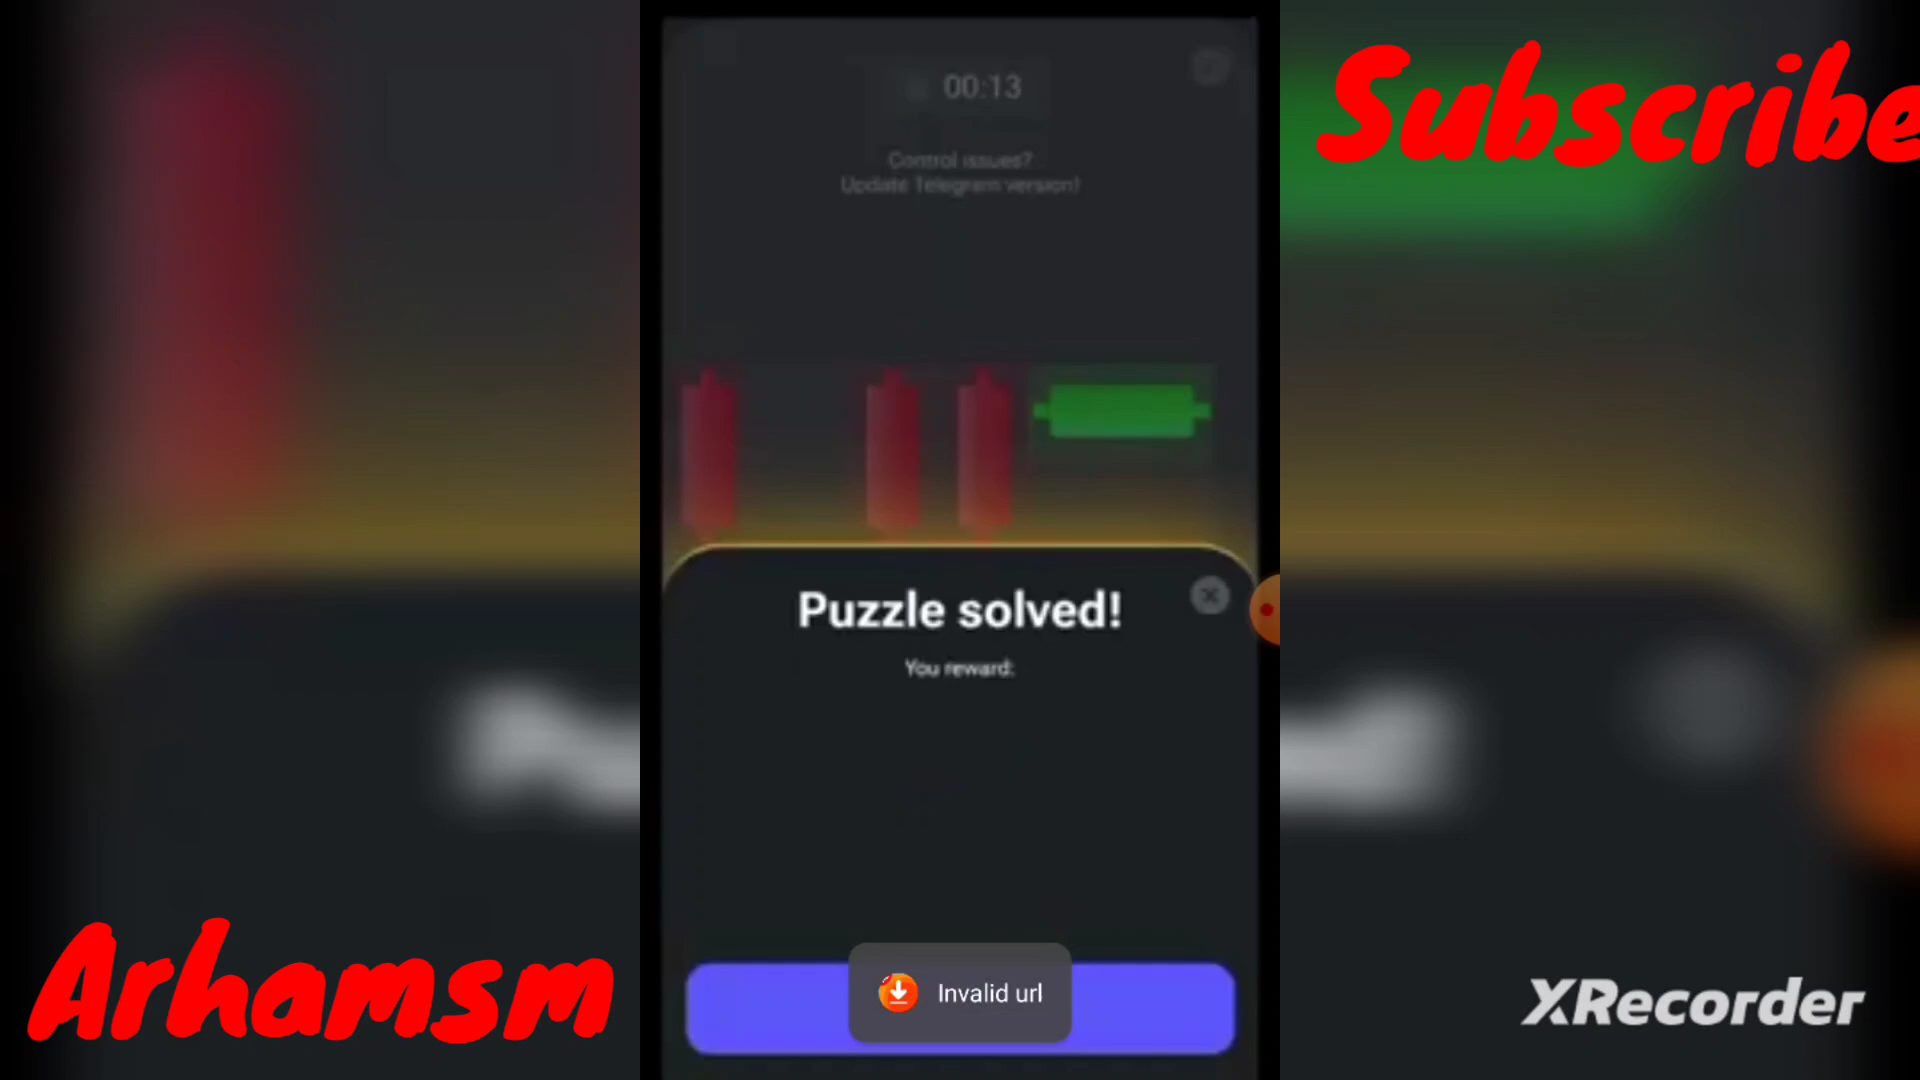 Subscribe
00:13
Control issues?
Update Telegram version!
Puzzle solved!
You reward:
Invalid url
Arhamsm
XRecorder